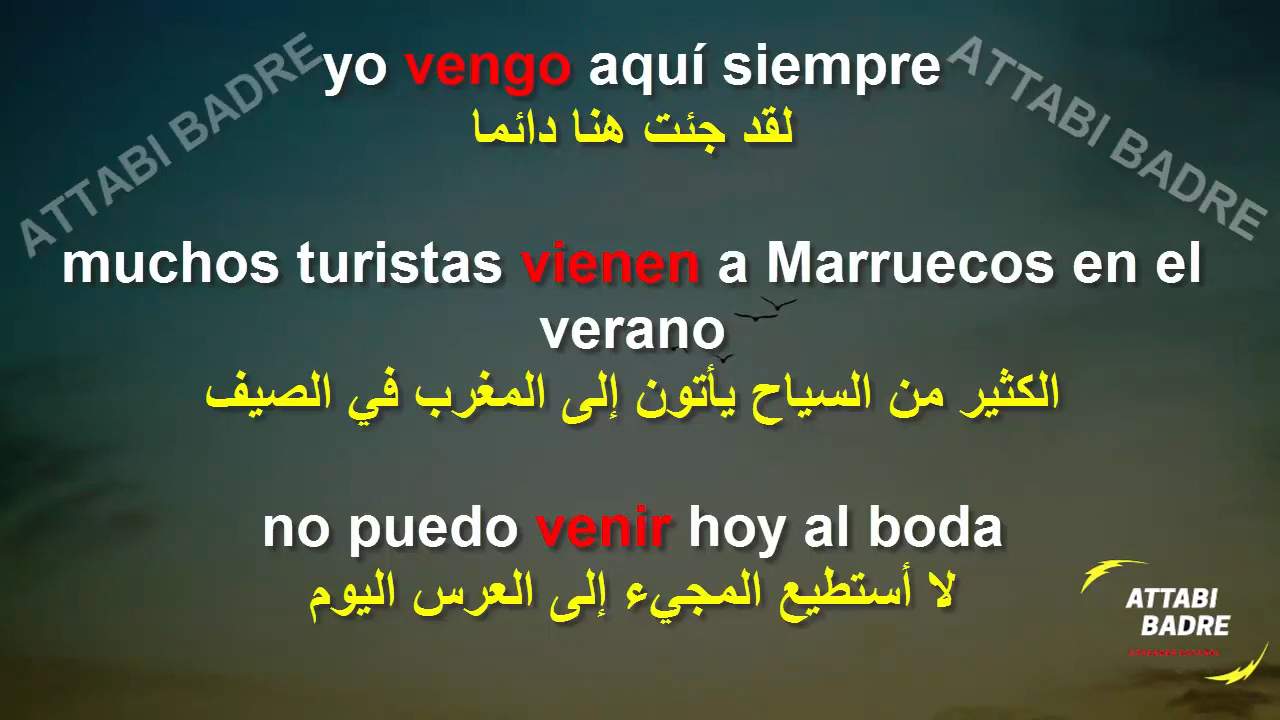 ATTABI BADRE
ATTABI BADRE
yo vengo aquí siempre
لقد جئت هنا دائما
muchos turistas vienen a Marruecos en el
verano
الكثير من السياح يأتون إلى المغرب في الصيف
no puedo venir hoy al boda
لا أستطيع المجيء إلى العرس اليوم
ATTABI
BADRE
APRENDER ESPAÑOL